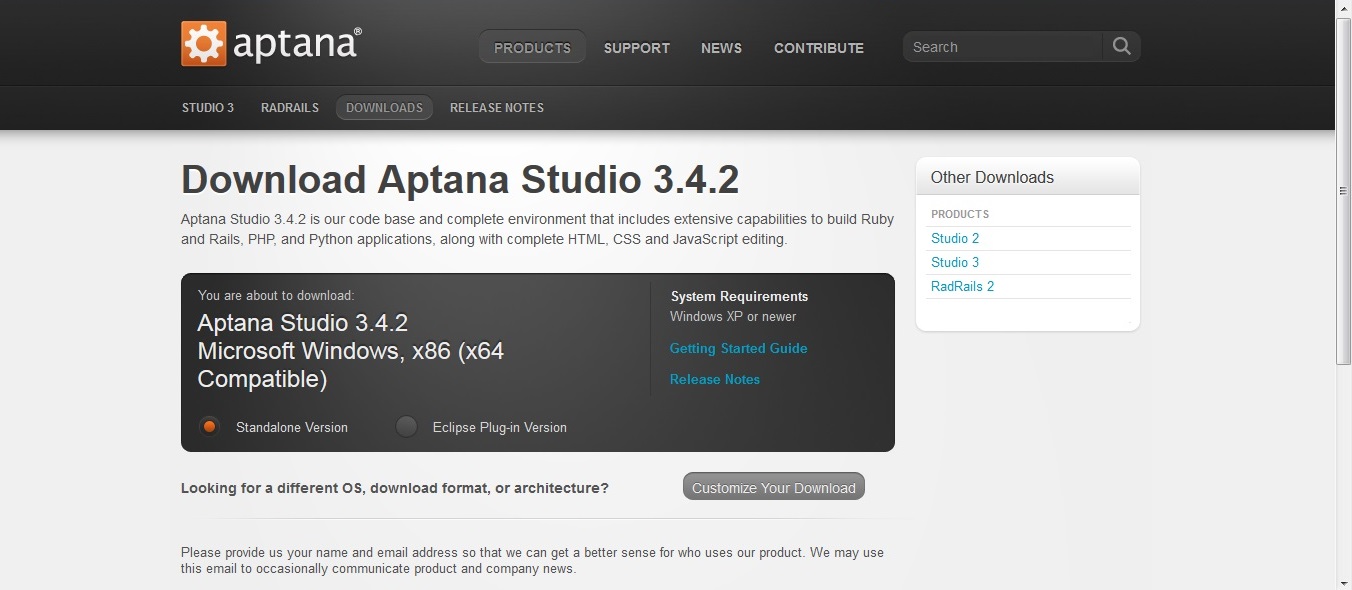 aptana®
PRODUCTS SUPPORT NEWS CONTRIBUTE Search
STUDIO 3 RADRAILS DOWNLOADS RELEASE NOTES
Download Aptana Studio 3.4.2
Aptana Studio 3.4.2 is our code base and complete environment that includes extensive capabilities to build Ruby
and Rails, PHP, and Python applications, along with complete HTML, CSS and JavaScript editing.
You are about to download:
Aptana Studio 3.4.2
Microsoft Windows, x86 (x64
Compatible)
Standalone Version Eclipse Plug-in Version
System Requirements
Windows XP or newer
Getting Started Guide
Release Notes
Looking for a different OS, download format, or architecture? Customize Your Download
Please provide us your name and email address so that we can get a better sense for who uses our product. We may use
this email to occasionally communicate product and company news.
Other Downloads
PRODUCTS
Studio 2
Studio 3
RadRails 2